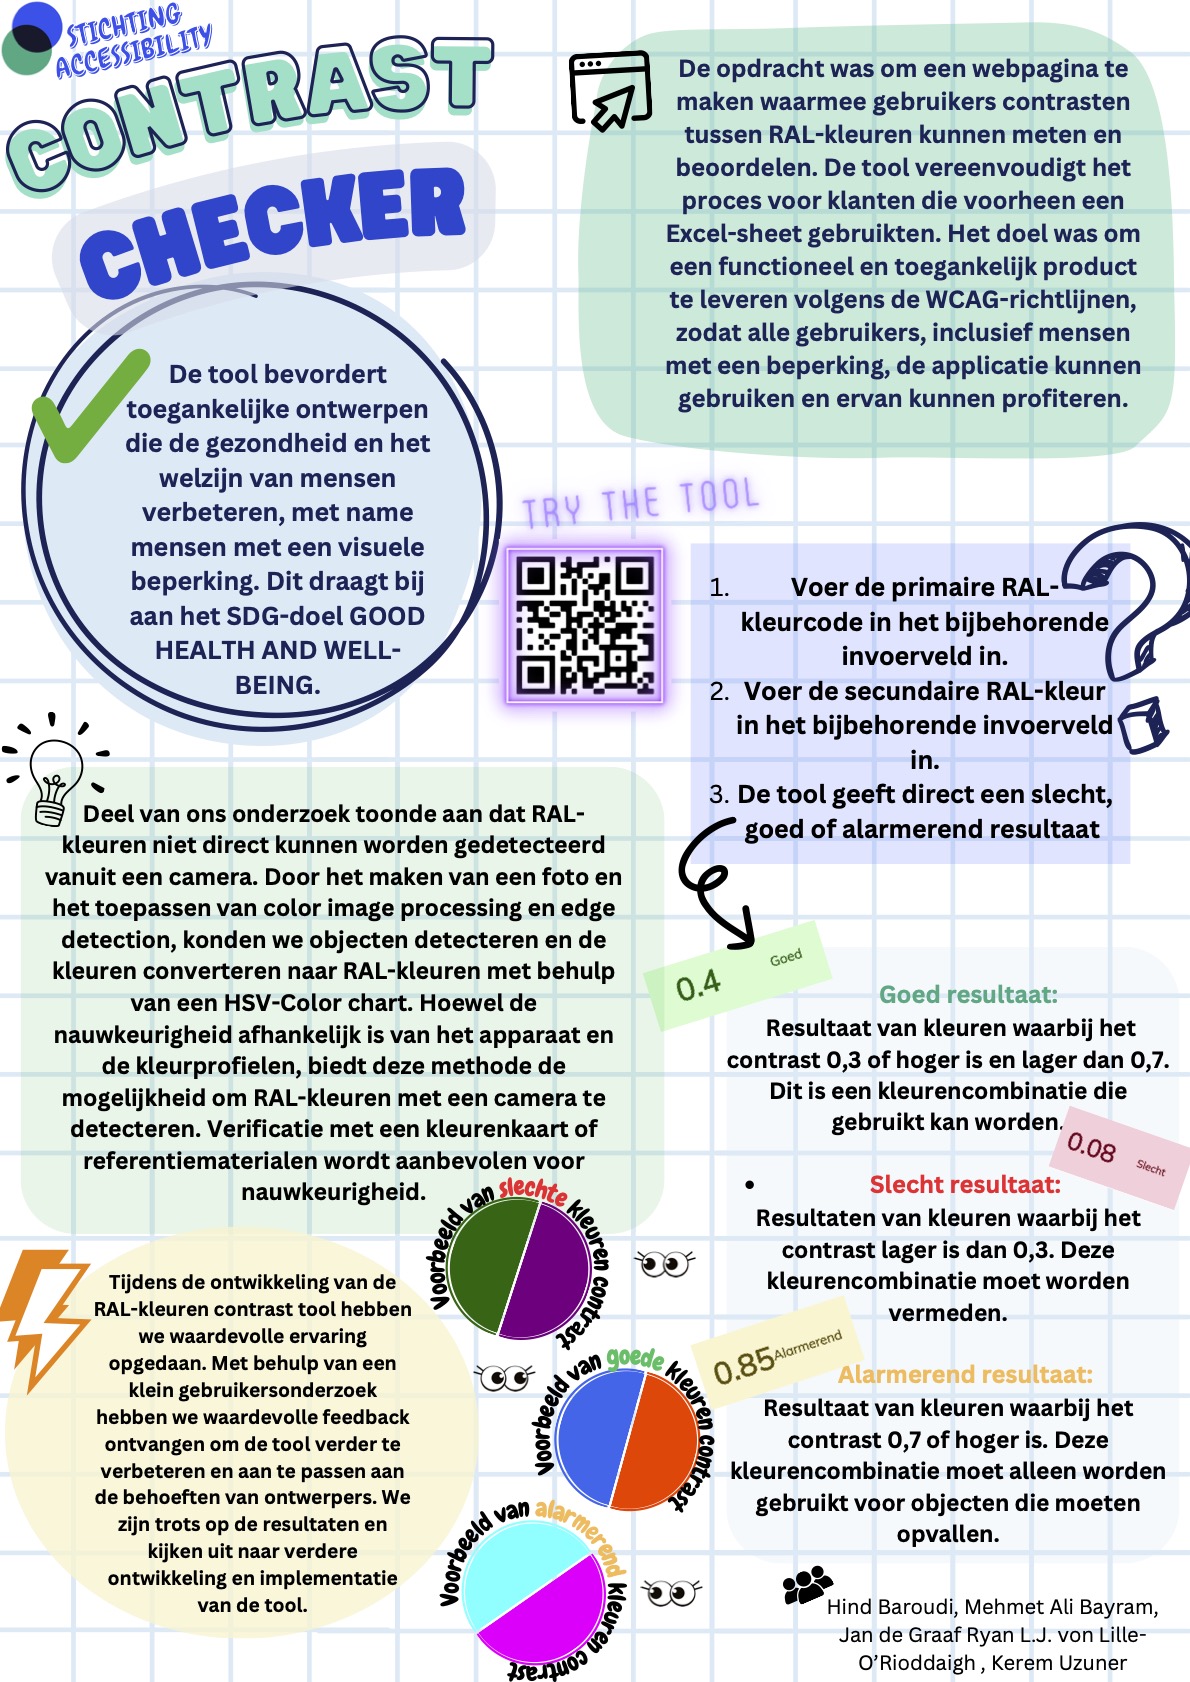 STICHTING
ACCESSIBILITY
CONTRAST
CHECKER
De opdracht was om een webpagina te
maken waarmee gebruikers contrasten
tussen RAL-kleuren kunnen meten en
beoordelen. De tool vereenvoudigt het
proces voor klanten die voorheen een
Excel-sheet gebruikten. Het doel was om
een functioneel en toegankelijk product
te leveren volgens de WCAG-richtlijnen,
zodat alle gebruikers, inclusief mensen
met een beperking, de applicatie kunnen
gebruiken en ervan kunnen profiteren.
De tool bevordert
toegankelijke ontwerpen
die de gezondheid en het
welzijn van mensen
verbeteren, met name
mensen met een visuele
beperking. Dit draagt bij
aan het SDG-doel GOOD
HEALTH AND WELL-
BEING.
TRY THE TOOL
1. Voer de primaire RAL-
kleurcode in het bijbehorende
invoerveld in.
2. Voer de secundaire RAL-kleur
in het bijbehorende invoerveld
in.
3. De tool geeft direct een slecht,
goed of alarmerend resultaat
Deel van ons onderzoek toonde aan dat RAL-
kleuren niet direct kunnen worden gedetecteerd
vanuit een camera. Door het maken van een foto en
het toepassen van color image processing en edge
detection, konden we objecten detecteren en de
kleuren converteren naar RAL-kleuren met behulp
van een HSV-Color chart. Hoewel de
nauwkeurigheid afhankelijk is van het apparaat en
de kleurprofielen, biedt deze methode de
mogelijkheid om RAL-kleuren met een camera te
detecteren. Verificatie met een kleurenkaart of
referentiematerialen wordt aanbevolen voor
nauwkeurigheid.
0.4 Goed
Goed resultaat:
Resultaat van kleuren waarbij het
contrast 0,3 of hoger is en lager dan 0,7.
Dit is een kleurencombinatie die
gebruikt kan worden.
0.08 Slecht
• Slecht resultaat:
Resultaten van kleuren waarbij het
contrast lager is dan 0,3. Deze
kleurencombinatie moet worden
vermeden.
0.85 Alarmerend
Alarmerend resultaat:
Resultaat van kleuren waarbij het
contrast 0,7 of hoger is. Deze
kleurencombinatie moet alleen worden
gebruikt voor objecten die moeten
opvallen.
Voorbeeld van slechte kleuren contrast
Voorbeeld van goede kleuren contrast
Voorbeeld van alarmerend kleuren contrast
Tijdens de ontwikkeling van de
RAL-kleuren contrast tool hebben
we waardevolle ervaring
opgedaan. Met behulp van een
klein gebruikersonderzoek
hebben we waardevolle feedback
ontvangen om de tool verder te
verbeteren en aan te passen aan
de behoeften van ontwerpers. We
zijn trots op de resultaten en
kijken uit naar verdere
ontwikkeling en implementatie
van de tool.
Hind Baroudi, Mehmet Ali Bayram,
Jan de Graaf Ryan L.J. von Lille-
O’Rioddaigh , Kerem Uzuner